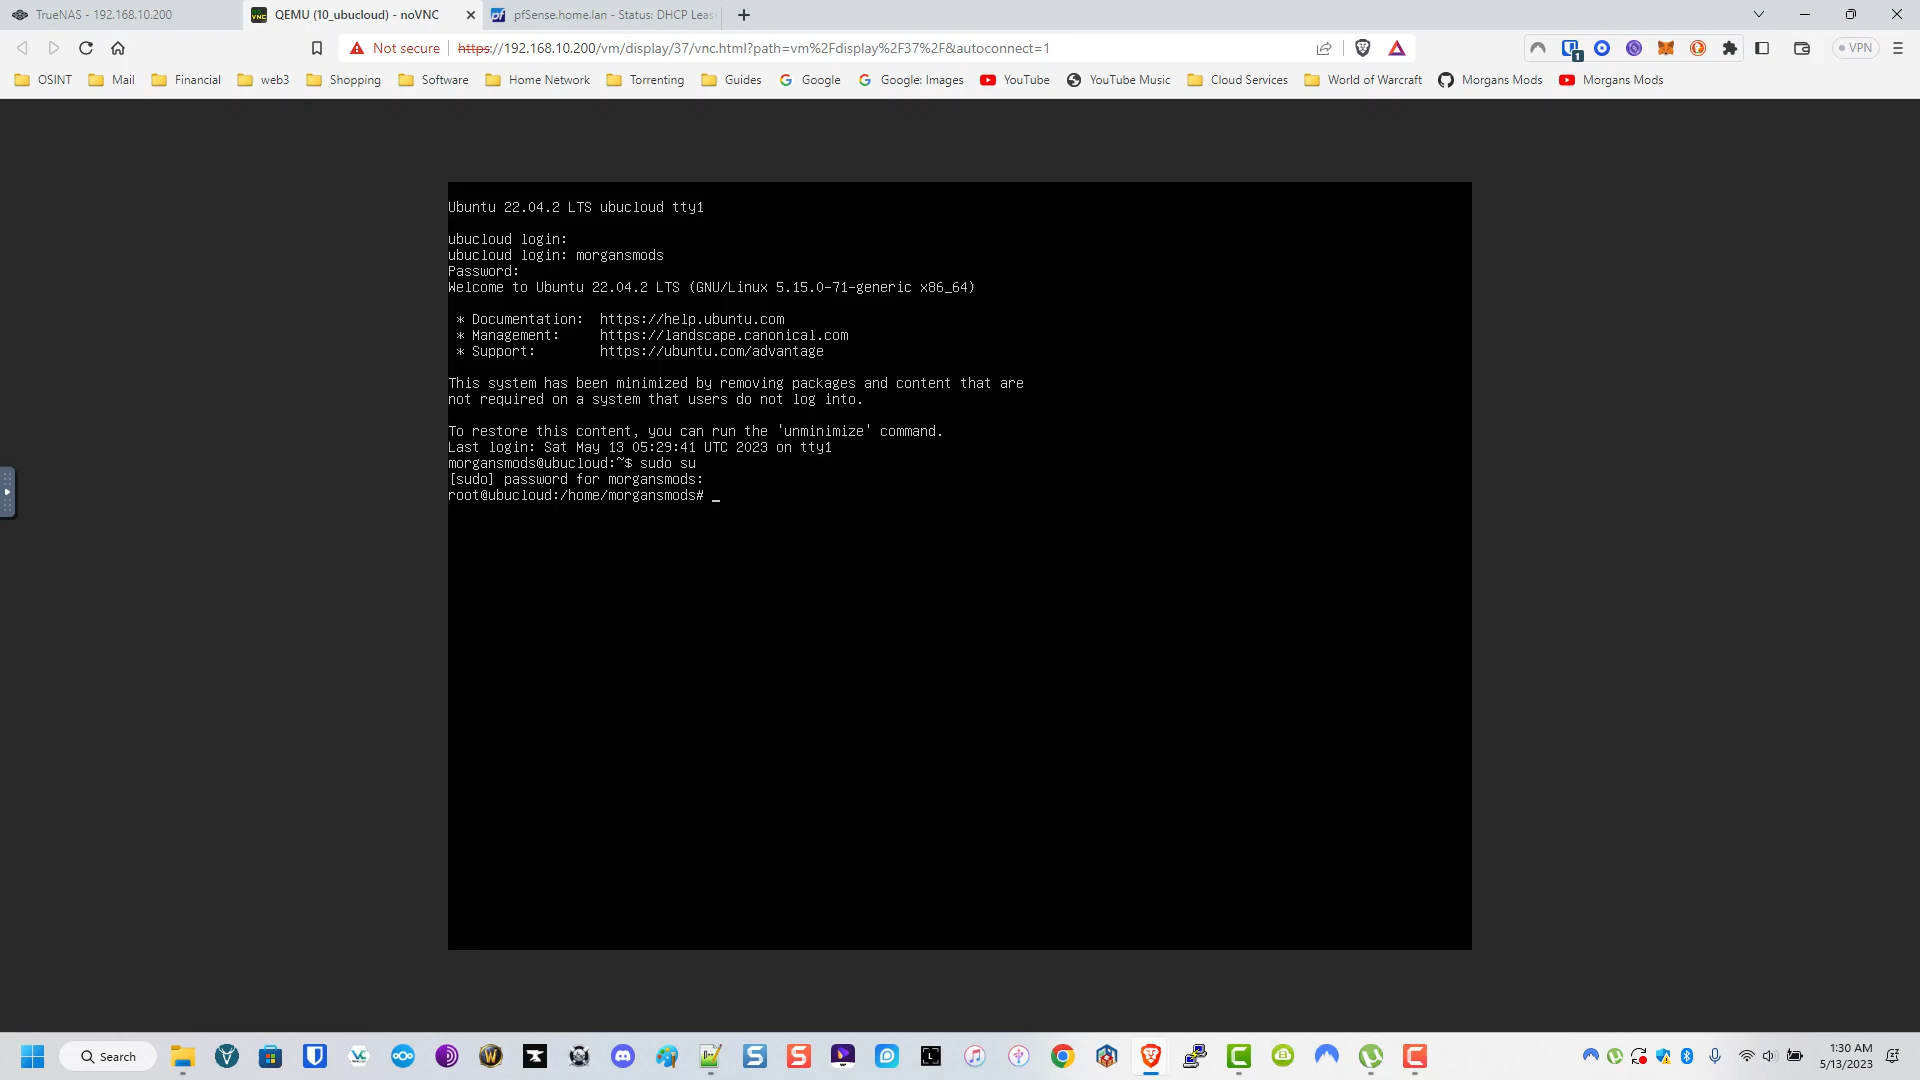 TrueNAS - 192.168.10.200
QEMU (10_ubucloud) - noVNC
pfSense.home.lan - Status: DHCP Leas
Not secure
https://192.168.10.200/vm/display/37/vnc.html?path=vm%2Fdisplay%2F37%2F&autoconnect=1
1
VPN
OSINT
Mail
Financial
web3
Shopping
Software
Home Network
Torrenting
Guides
Google
Google: Images
YouTube
YouTube Music
Cloud Services
World of Warcraft
Morgans Mods
Morgans Mods
Ubuntu 22.04.2 LTS ubucloud tty1
ubucloud login:
ubucloud login: morgansmods
Password:
Welcome to Ubuntu 22.04.2 LTS (GNU/Linux 5.15.0-71-generic x86_64)
* Documentation:  https://help.ubuntu.com
* Management:     https://landscape.canonical.com
* Support:        https://ubuntu.com/advantage
This system has been minimized by removing packages and content that are
not required on a system that users do not log into.
To restore this content, you can run the 'unminimize' command.
Last login: Sat May 13 05:29:41 UTC 2023 on tty1
morgansmods@ubucloud:~$ sudo su
[sudo] password for morgansmods:
root@ubucloud:/home/morgansmods# _
Search
1:30 AM
5/13/2023